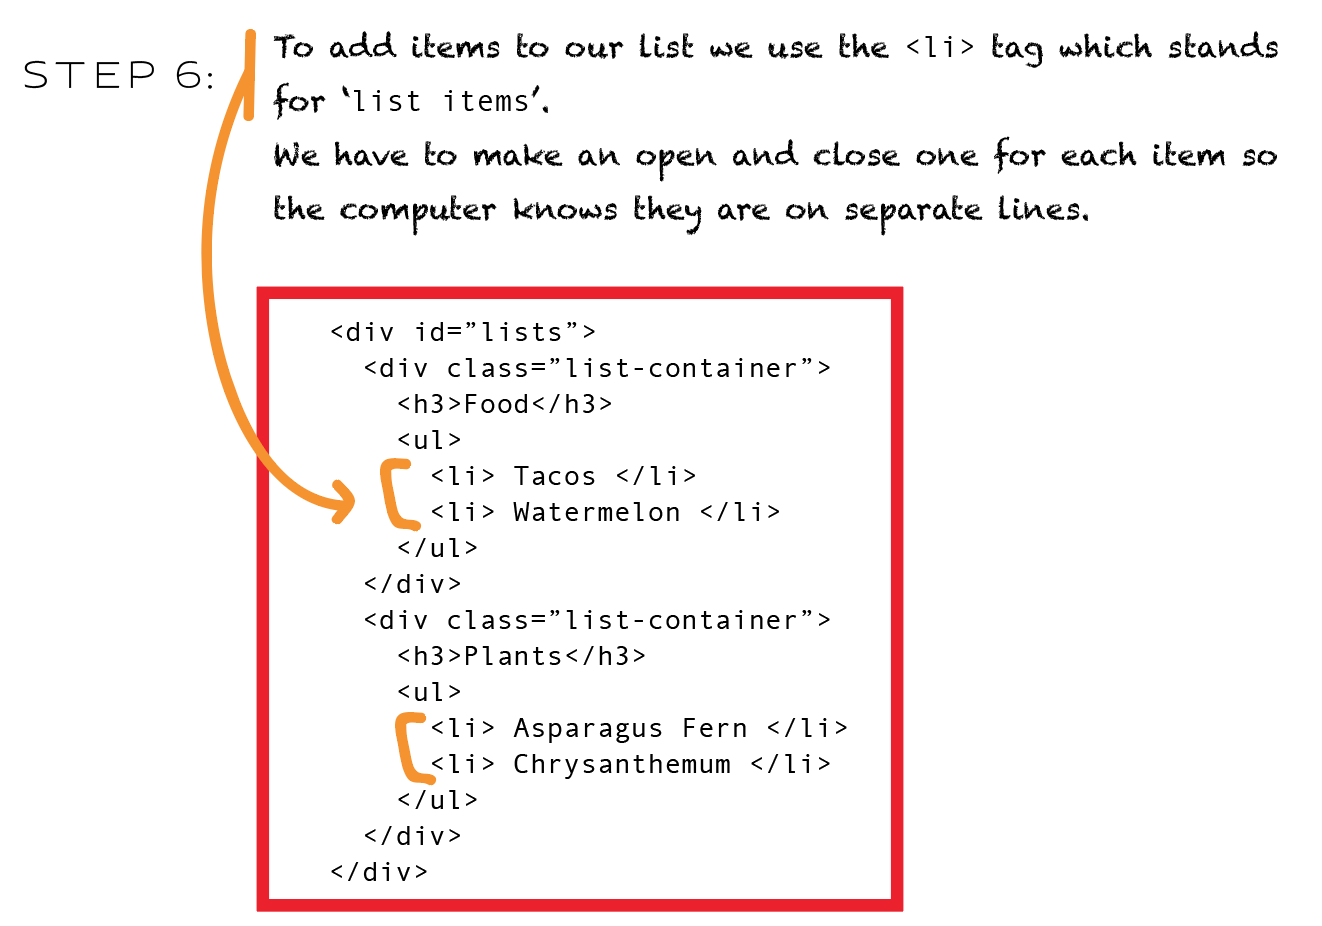 STEP 6:
To add items to our list we use the <li> tag which stands
for ‘list items’.
We have to make an open and close one for each item so
the computer knows they are on separate lines.
<div id=”lists”>
<div class=”list-container”>
<h3>Food</h3>
<ul>
<li> Tacos </li>
<li> Watermelon </li>
</ul>
</div>
<div class=”list-container”>
<h3>Plants</h3>
<ul>
<li> Asparagus Fern </li>
<li> Chrysanthemum </li>
</ul>
</div>
</div>